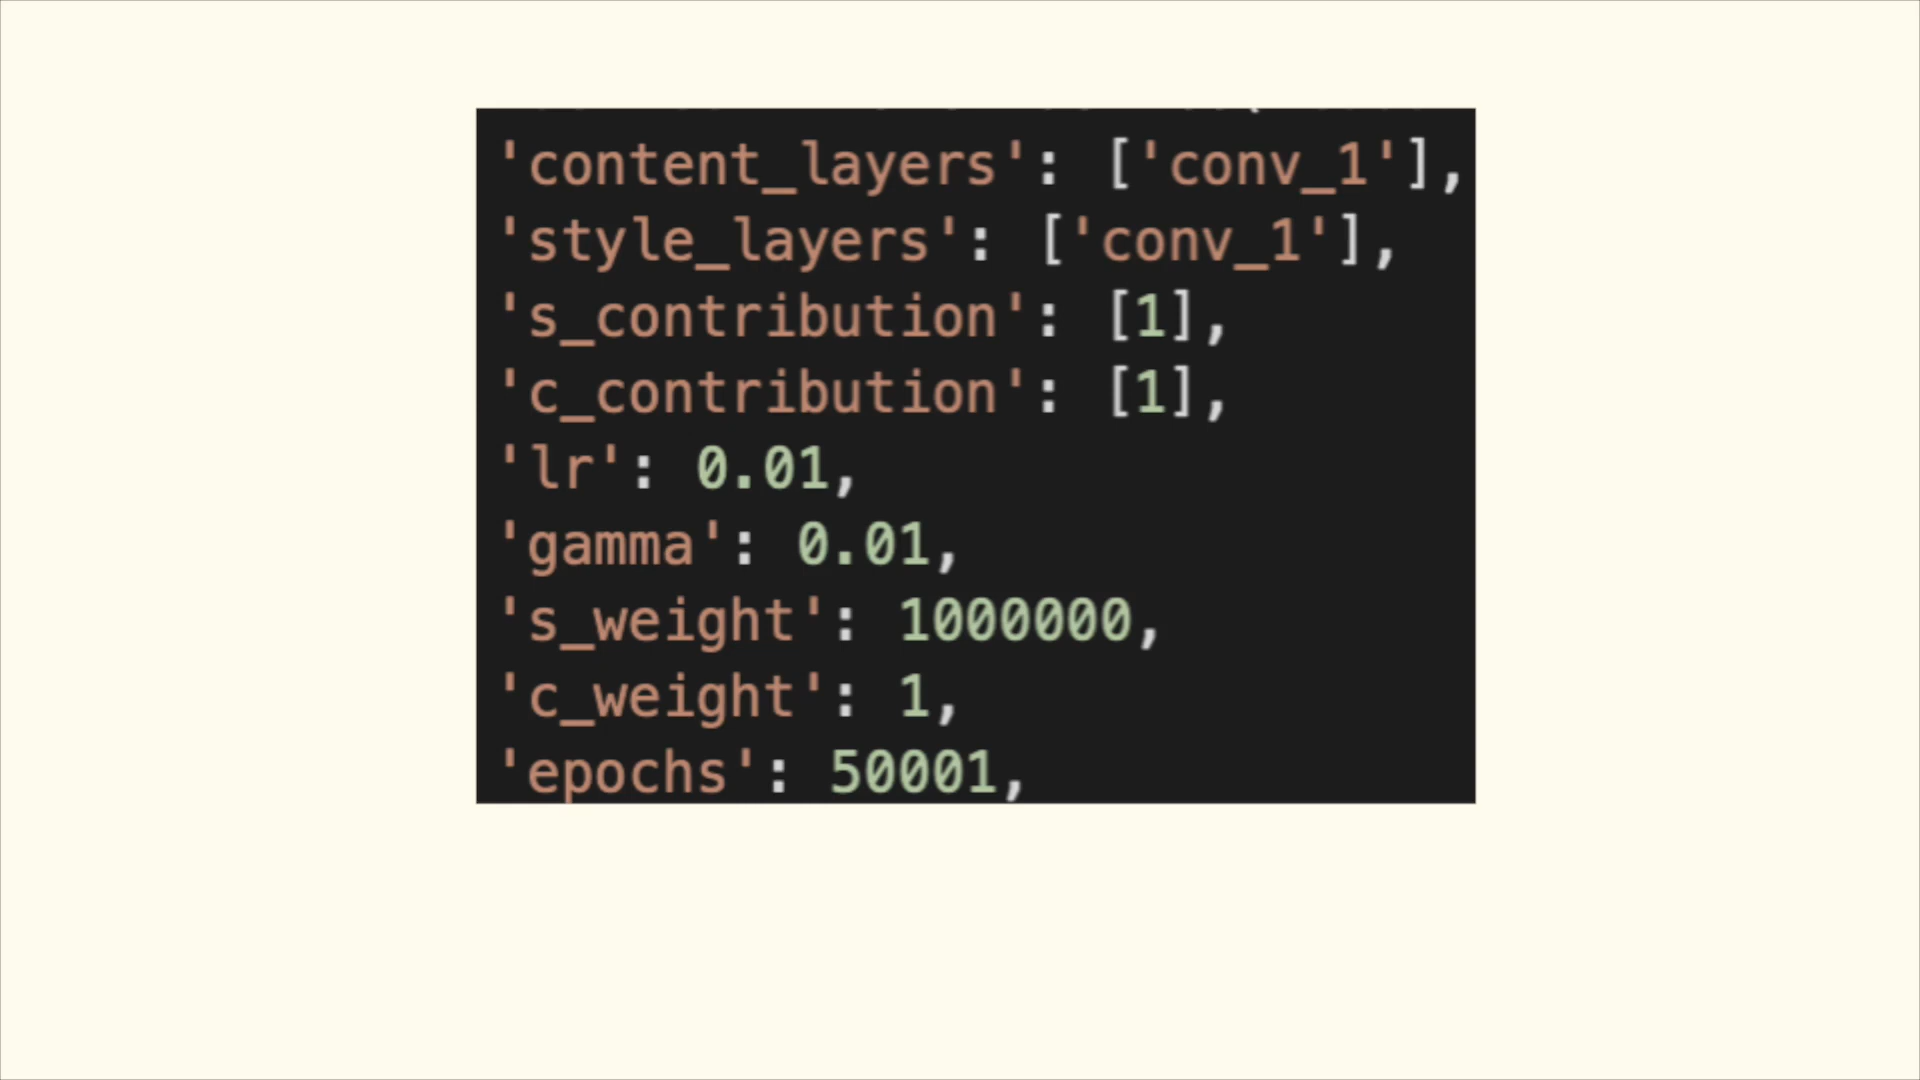 'content_layers': ['conv_1'],
'style_layers': ['conv_1'],
's_contribution': [1],
'c_contribution': [1],
'lr': 0.01,
'gamma': 0.01,
's_weight': 1000000,
'c_weight': 1,
'epochs': 50001,